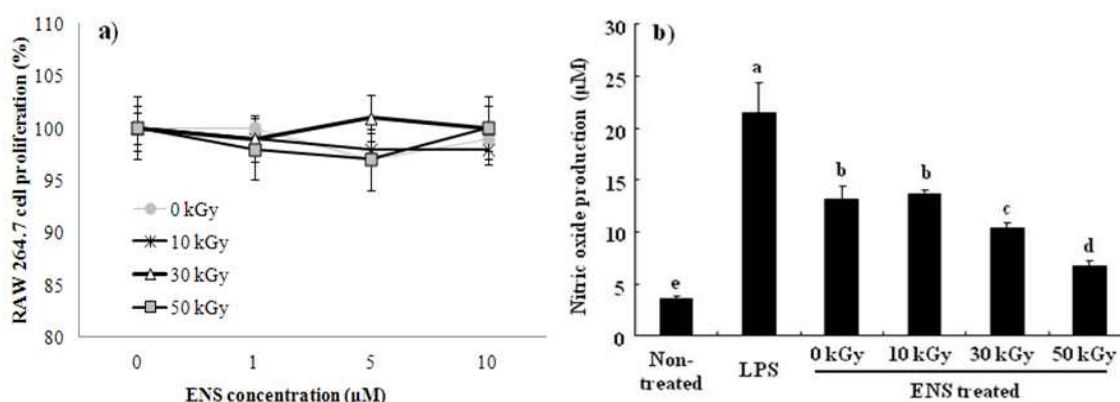 a)
RAW 264.7 cell proliferation (%)
110
105
100
95
90
85
80
0 kGy
10 kGy
30 kGy
50 kGy
0 1 5 10
ENS concentration (µM)
b)
Nitric oxide production (µM)
30
25
20
15
10
5
0
e
a
b
b
c
d
Non-
treated
LPS
0 kGy 10 kGy 30 kGy 50 kGy
ENS treated